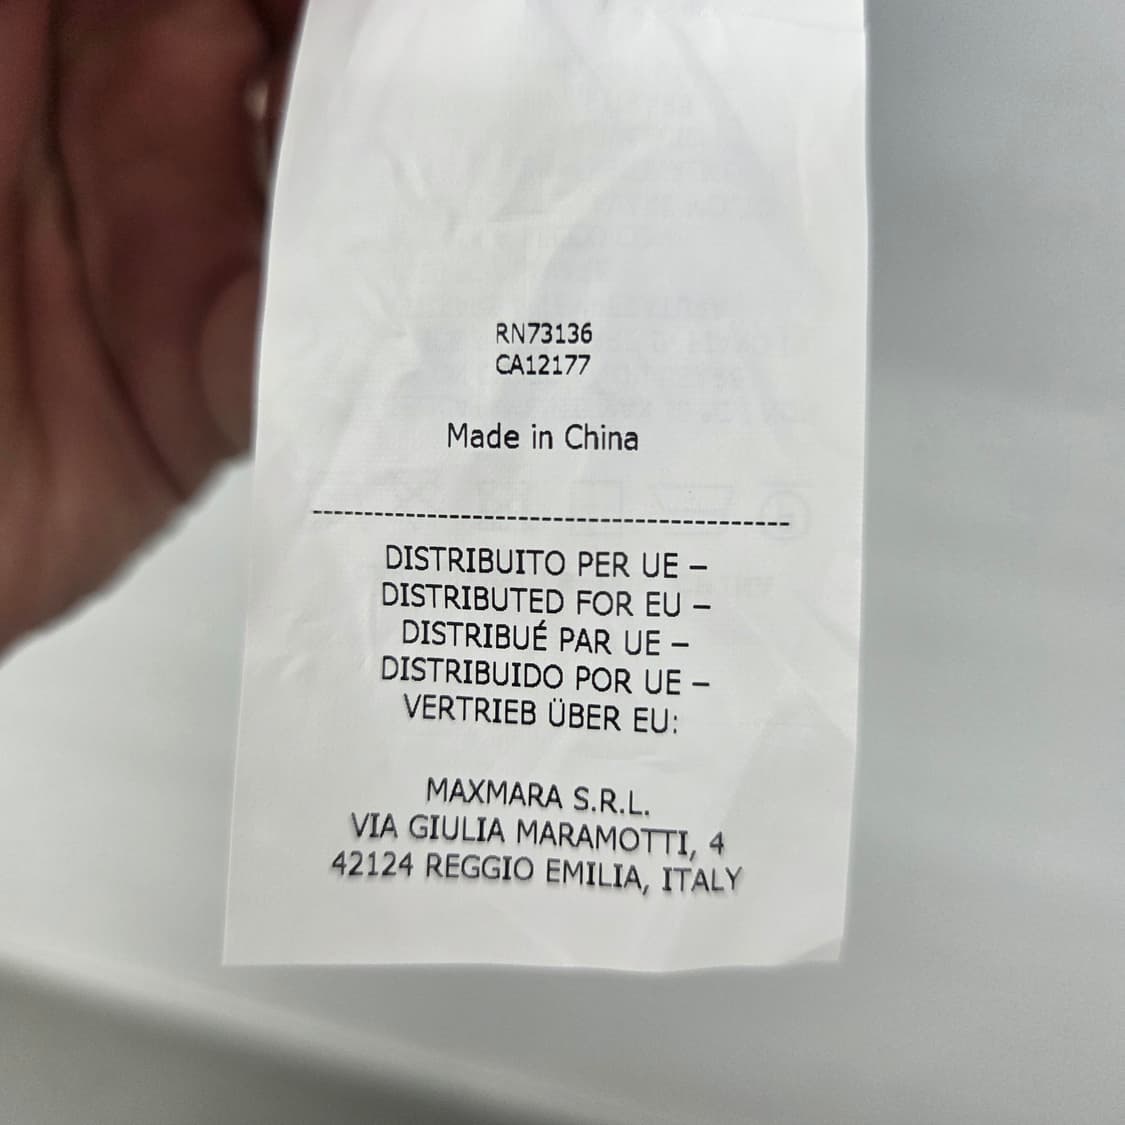 RN73136
CA12177
Made in China
DISTRIBUITO PER UE –
DISTRIBUTED FOR EU –
DISTRIBUÉ PAR UE –
DISTRIBUIDO POR UE –
VERTRIEB ÜBER EU:
MAXMARA S.R.L.
VIA GIULIA MARAMOTTI, 4
42124 REGGIO EMILIA, ITALY